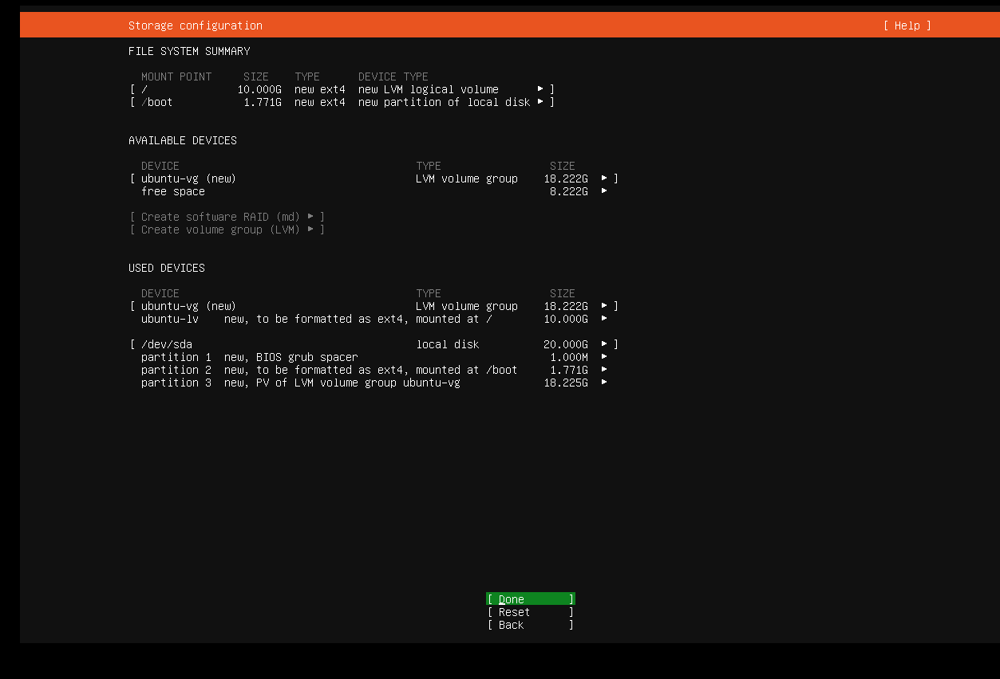 Storage configuration [ Help ]
FILE SYSTEM SUMMARY
MOUNT POINT SIZE TYPE DEVICE TYPE
[ / 10.000G new ext4 new LVM logical volume ▸ ]
[ /boot 1.771G new ext4 new partition of local disk ▸ ]
AVAILABLE DEVICES
DEVICE TYPE SIZE
[ ubuntu-vg (new) LVM volume group 18.222G ▸ ]
free space 8.222G ▸
[ Create software RAID (md) ▸ ]
[ Create volume group (LVM) ▸ ]
USED DEVICES
DEVICE TYPE SIZE
[ ubuntu-vg (new) LVM volume group 18.222G ▸ ]
ubuntu-lv new, to be formatted as ext4, mounted at / 10.000G ▸
[ /dev/sda local disk 20.000G ▸ ]
partition 1 new, BIOS grub spacer 1.000M ▸
partition 2 new, to be formatted as ext4, mounted at /boot 1.771G ▸
partition 3 new, PV of LVM volume group ubuntu-vg 18.225G ▸
[ Done ]
[ Reset ]
[ Back ]